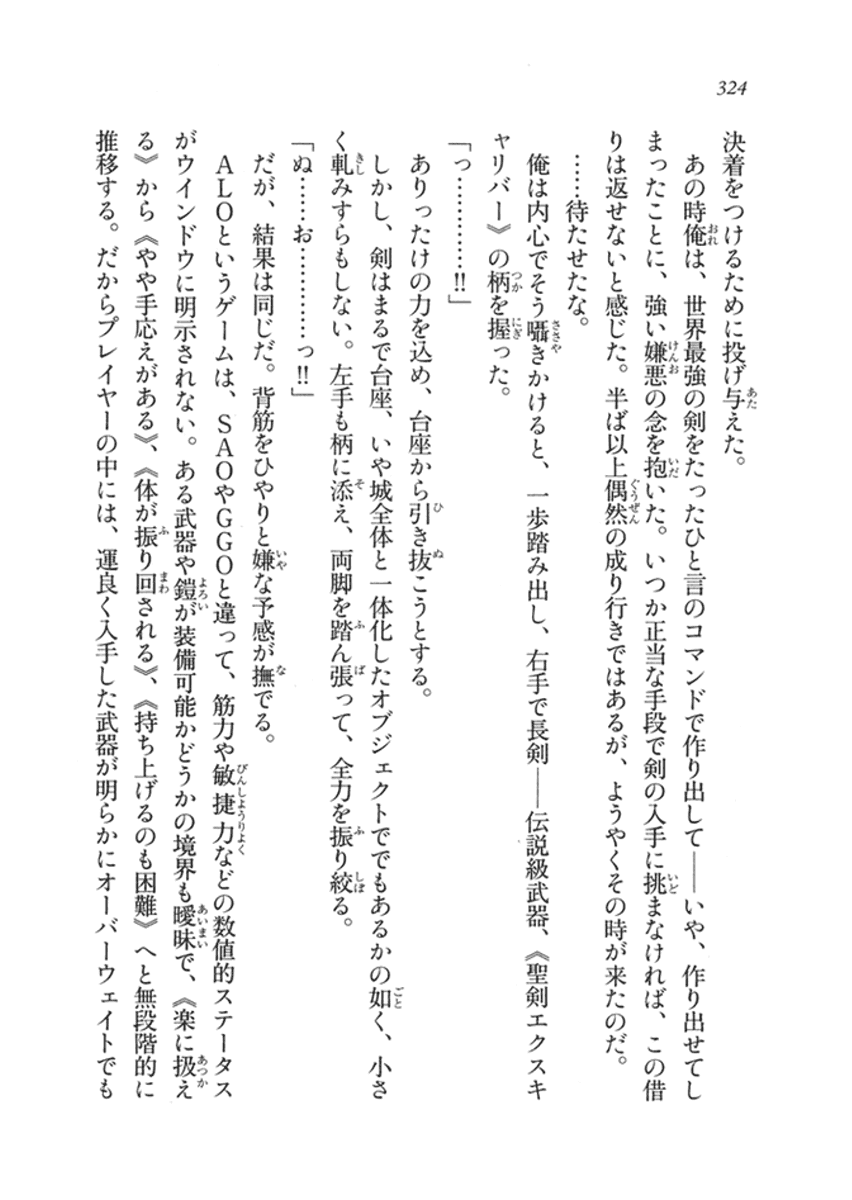 324
決着をつけるために投げ与えた。
あの時俺は、世界最強の剣をたったひと言のコマンドで作り出して――いや、作り出せてし
まったことに、強い嫌悪の念を抱いた。いつか正当な手段で剣の入手に挑まなければ、この借
りは返せないと感じた。半ば以上偶然の成り行きではあるが、ようやくその時が来たのだ。
……待たせたな。
俺は内心でそう囁きかけると、一歩踏み出し、右手で長剣――伝説級武器、《聖剣エクスキ
ャリバー》の柄を握った。
「っ…………!!」
ありったけの力を込め、台座から引き抜こうとする。
しかし、剣はまるで台座、いや城全体と一体化したオブジェクトででもあるかの如く、小さ
く軋みすらもしない。左手も柄に添え、両脚を踏ん張って、全力を振り絞る。
「ぬ……お…………っ!!」
だが、結果は同じだ。背筋をひやりと嫌な予感が撫でる。
ALOというゲームは、SAOやGGOと違って、筋力や敏捷力などの数値的ステータス
がウインドウに明示されない。ある武器や鎧が装備可能かどうかの境界も曖昧で、《楽に扱え
る》から《やや手応えがある》、《体が振り回される》、《持ち上げるのも困難》へと無段階的に
推移する。だからプレイヤーの中には、運良く入手した武器が明らかにオーバーウェイトでも